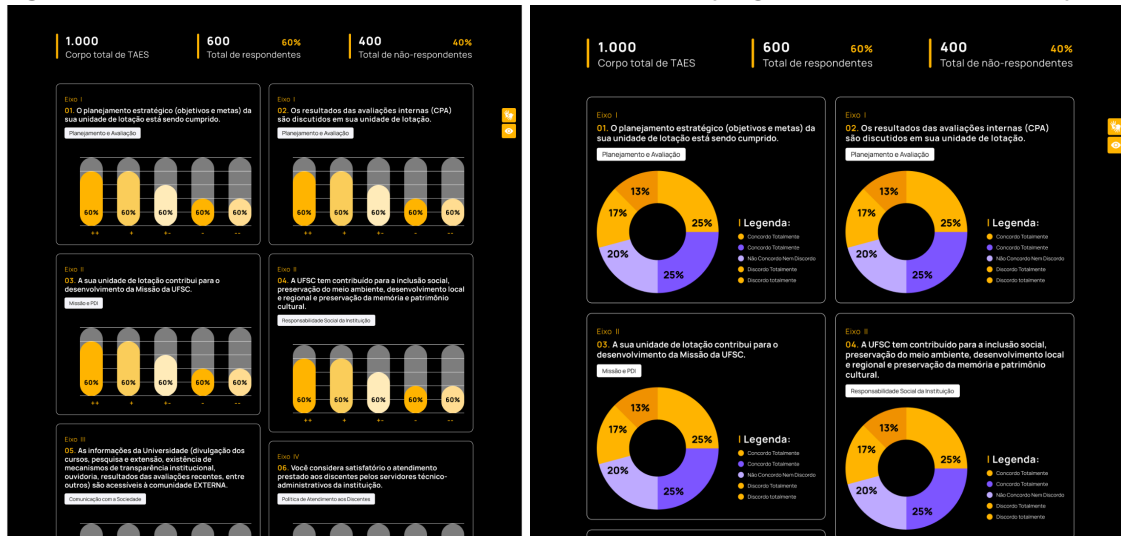 1.000
Corpo total de TAES
600 60%
Total de respondentes
400 40%
Total de não-respondentes
Eixo I
01. O planejamento estratégico (objetivos e metas) da
sua unidade de lotação está sendo cumprido.
Planejamento e Avaliação
60% 60% 60% 60% 60%
++ + +- - --
Eixo I
02. Os resultados das avaliações internas (CPA)
são discutidos em sua unidade de lotação.
Planejamento e Avaliação
60% 60% 60% 60% 60%
++ + +- - --
Eixo II
03. A sua unidade de lotação contribui para o
desenvolvimento da Missão da UFSC.
Missão e PDI
60% 60% 60% 60% 60%
++ + +- - --
Eixo II
04. A UFSC tem contribuído para a inclusão social,
preservação do meio ambiente, desenvolvimento local
e regional e preservação da memória e patrimônio
cultural.
Responsabilidade Social da Instituição
60% 60% 60% 60% 60%
++ + +- - --
Eixo III
05. As informações da Universidade (divulgação dos
cursos, pesquisa e extensão, existência de
mecanismos de transparência institucional,
ouvidoria, resultados das avaliações recentes, entre
outros) são acessíveis à comunidade EXTERNA.
Comunicação com a Sociedade
Eixo IV
06. Você considera satisfatório o atendimento
prestado aos discentes pelos servidores técnico-
administrativos da instituição.
Política de Atendimento aos Discentes
1.000
Corpo total de TAES
600 60%
Total de respondentes
400 40%
Total de não-respondentes
Eixo I
01. O planejamento estratégico (objetivos e metas) da
sua unidade de lotação está sendo cumprido.
Planejamento e Avaliação
13%
17%
25%
20%
25%
Legenda:
Concordo Totalmente
Concordo Totalmente
Não Concordo Nem Discordo
Discordo Totalmente
Discordo totalmente
Eixo I
02. Os resultados das avaliações internas (CPA)
são discutidos em sua unidade de lotação.
Planejamento e Avaliação
13%
17%
25%
20%
25%
Legenda:
Concordo Totalmente
Concordo Totalmente
Não Concordo Nem Discordo
Discordo Totalmente
Discordo totalmente
Eixo II
03. A sua unidade de lotação contribui para o
desenvolvimento da Missão da UFSC.
Missão e PDI
13%
17%
25%
20%
25%
Legenda:
Concordo Totalmente
Concordo Totalmente
Não Concordo Nem Discordo
Discordo Totalmente
Discordo totalmente
Eixo II
04. A UFSC tem contribuído para a inclusão social,
preservação do meio ambiente, desenvolvimento local
e regional e preservação da memória e patrimônio
cultural.
Responsabilidade Social da Instituição
13%
17%
25%
20%
25%
Legenda:
Concordo Totalmente
Concordo Totalmente
Não Concordo Nem Discordo
Discordo Totalmente
Discordo totalmente